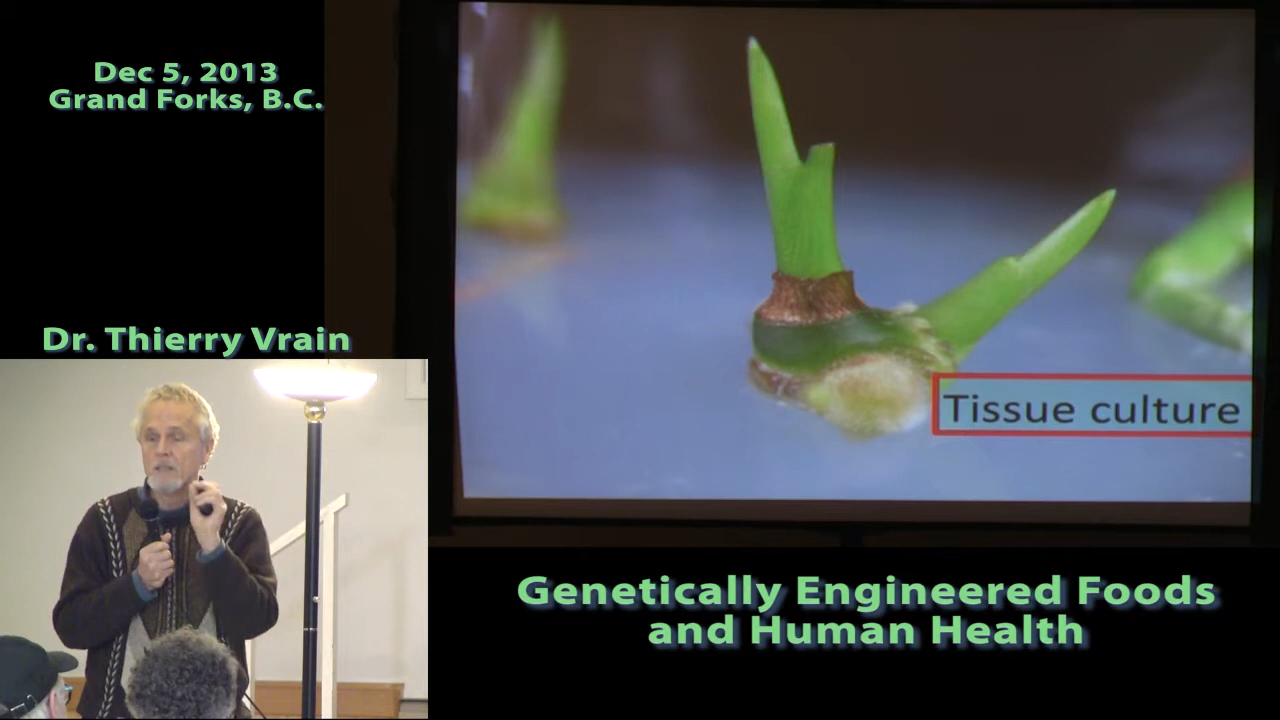 Dec 5, 2013
Grand Forks, B.C.
Dr. Thierry Vrain
Tissue culture
Genetically Engineered Foods
and Human Health